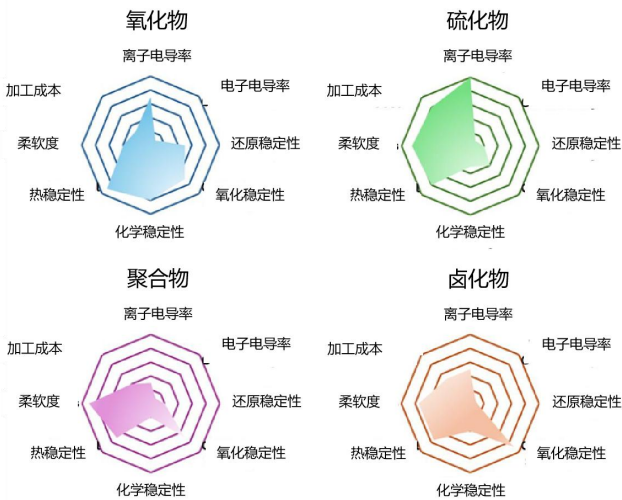 氧化物
离子电导率
电子电导率
还原稳定性
氧化稳定性
化学稳定性
热稳定性
柔软度
加工成本
硫化物
离子电导率
电子电导率
还原稳定性
氧化稳定性
化学稳定性
热稳定性
柔软度
加工成本
聚合物
离子电导率
电子电导率
还原稳定性
氧化稳定性
化学稳定性
热稳定性
柔软度
加工成本
卤化物
离子电导率
电子电导率
还原稳定性
氧化稳定性
化学稳定性
热稳定性
柔软度
加工成本